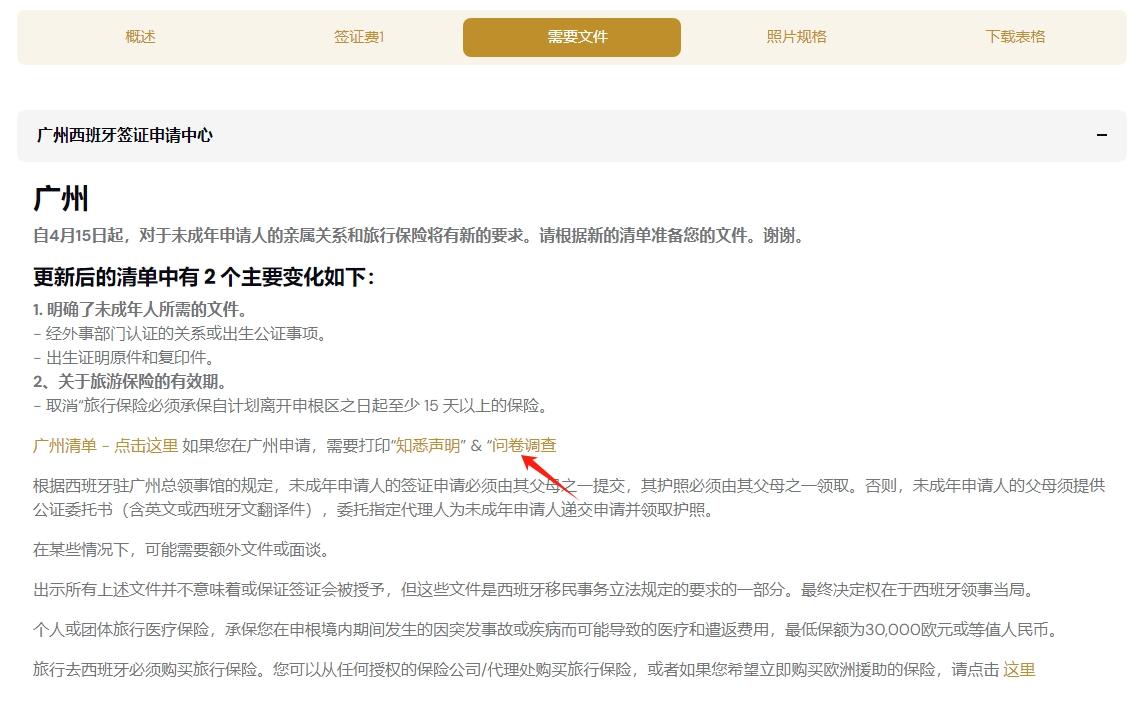 概述
签证费1
需要文件
照片规格
下载表格
广州西班牙签证申请中心
广州
自4月15日起，对于未成年申请人的亲属关系和旅行保险将有新的要求。请根据新的清单准备您的文件。谢谢。
更新后的清单中有 2 个主要变化如下：
1. 明确了未成年人所需的文件。
- 经外事部门认证的关系或出生公证事项。
- 出生证明原件和复印件。
2、关于旅游保险的有效期。
- 取消“旅行保险必须承保自计划离开申根区之日起至少 15 天以上的保险。
广州清单 - 点击这里 如果您在广州申请，需要打印“知悉声明” & “问卷调查
根据西班牙驻广州总领事馆的规定，未成年申请人的签证申请必须由其父母之一提交，其护照必须由其父母之一领取。否则，未成年申请人的父母须提供
公证委托书（含英文或西班牙文翻译件），委托指定代理人为未成年申请人递交申请并领取护照。
在某些情况下，可能需要额外文件或面谈。
出示所有上述文件并不意味着或保证签证会被授予，但这些文件是西班牙移民事务立法规定的要求的一部分。最终决定权在于西班牙领事当局。
个人或团体旅行医疗保险，承保您在申根境内期间发生的因突发事故或疾病而可能导致的医疗和遣返费用，最低保额为30,000欧元或等值人民币。
旅行去西班牙必须购买旅行保险。您可以从任何授权的保险公司/代理处购买旅行保险，或者如果您希望立即购买欧洲援助的保险，请点击 这里